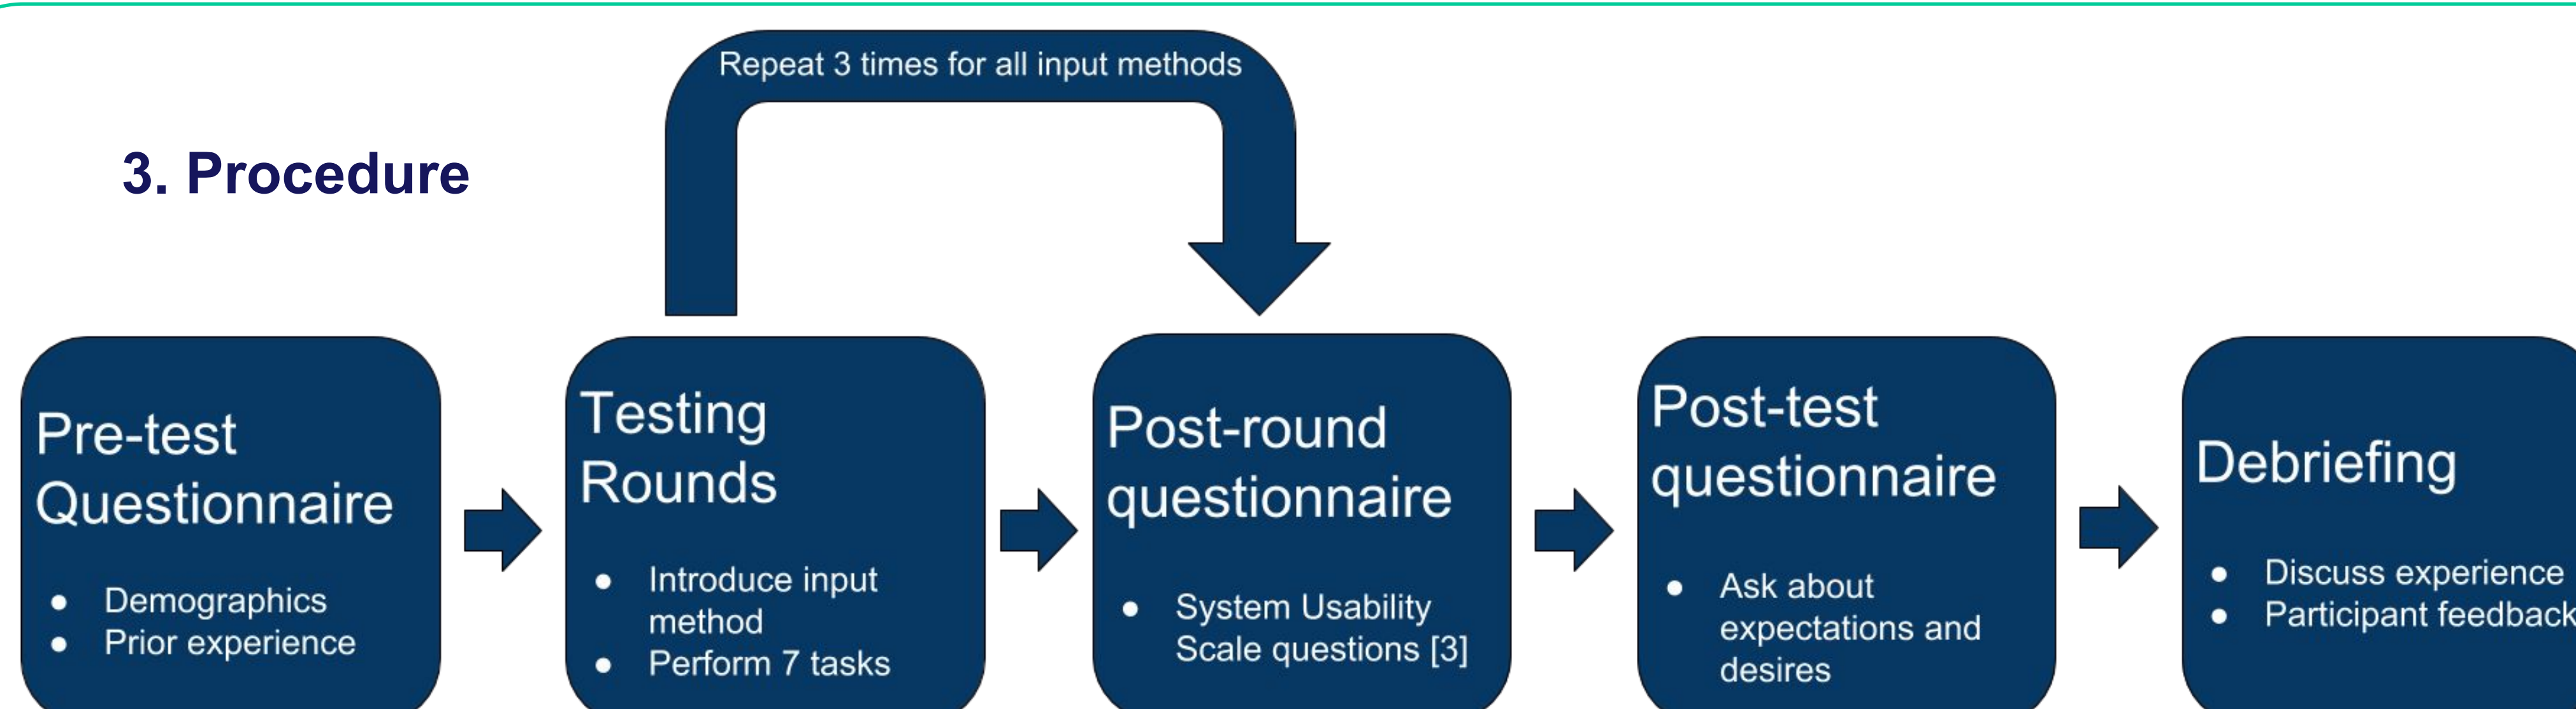 Repeat 3 times for all input methods
3. Procedure
Pre-test
Questionnaire
● Demographics
● Prior experience
Testing
Rounds
● Introduce input
method
● Perform 7 tasks
Post-round
questionnaire
● System Usability
Scale questions [3]
Post-test
questionnaire
● Ask about
expectations and
desires
Debriefing
● Discuss experience
● Participant feedback